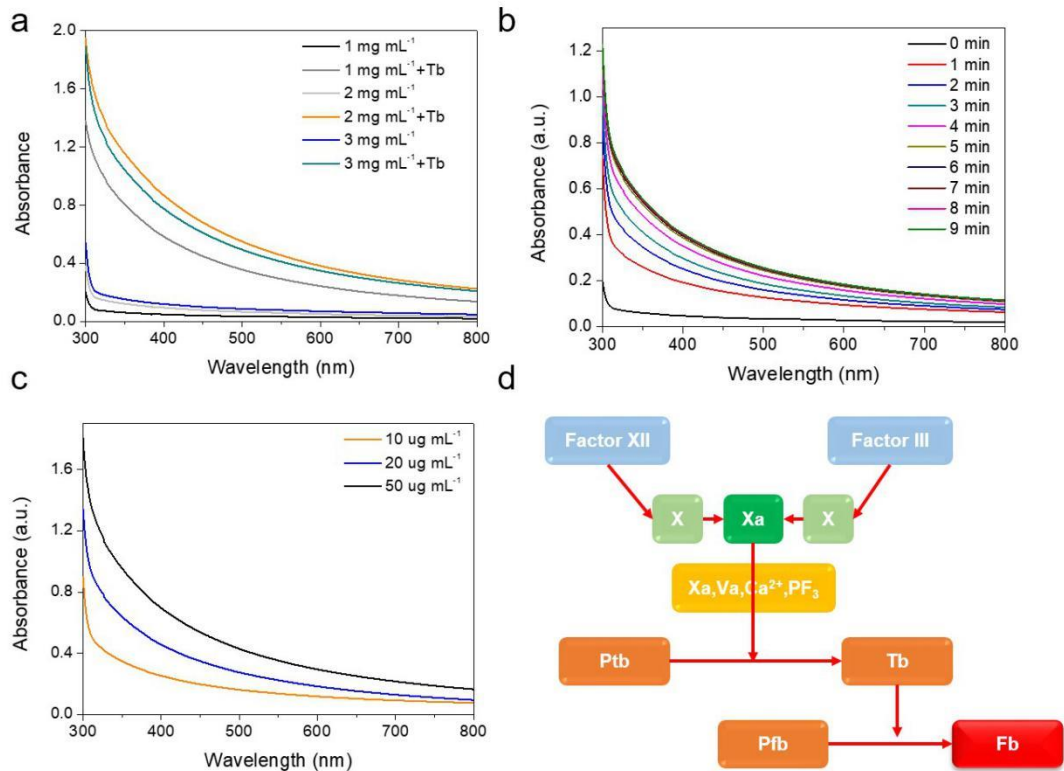 a
2.0
1.6
1.2
0.8
0.4
0.0
Absorbance
1 mg mL⁻¹
1 mg mL⁻¹+Tb
2 mg mL⁻¹
2 mg mL⁻¹+Tb
3 mg mL⁻¹
3 mg mL⁻¹+Tb
300 400 500 600 700 800
Wavelength (nm)
b
1.2
1.0
0.8
0.6
0.4
0.2
0.0
Absorbance (a.u.)
0 min
1 min
2 min
3 min
4 min
5 min
6 min
7 min
8 min
9 min
300 400 500 600 700 800
Wavelength (nm)
c
1.6
1.2
0.8
0.4
0.0
Absorbance (a.u.)
10 ug mL⁻¹
20 ug mL⁻¹
50 ug mL⁻¹
300 400 500 600 700 800
Wavelength (nm)
d
Factor XII Factor III
X Xa X
Xa,Va,Ca²⁺,PF₃
Ptb Tb
Pfb Fb